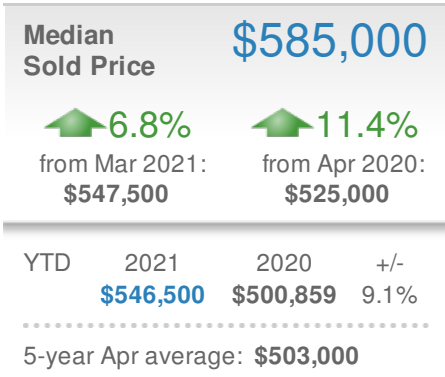 Median
Sold Price
$585,000
6.8%
from Mar 2021:
$547,500
11.4%
from Apr 2020:
$525,000
YTD 2021 2020 +/-
$546,500 $500,859 9.1%
5-year Apr average: $503,000